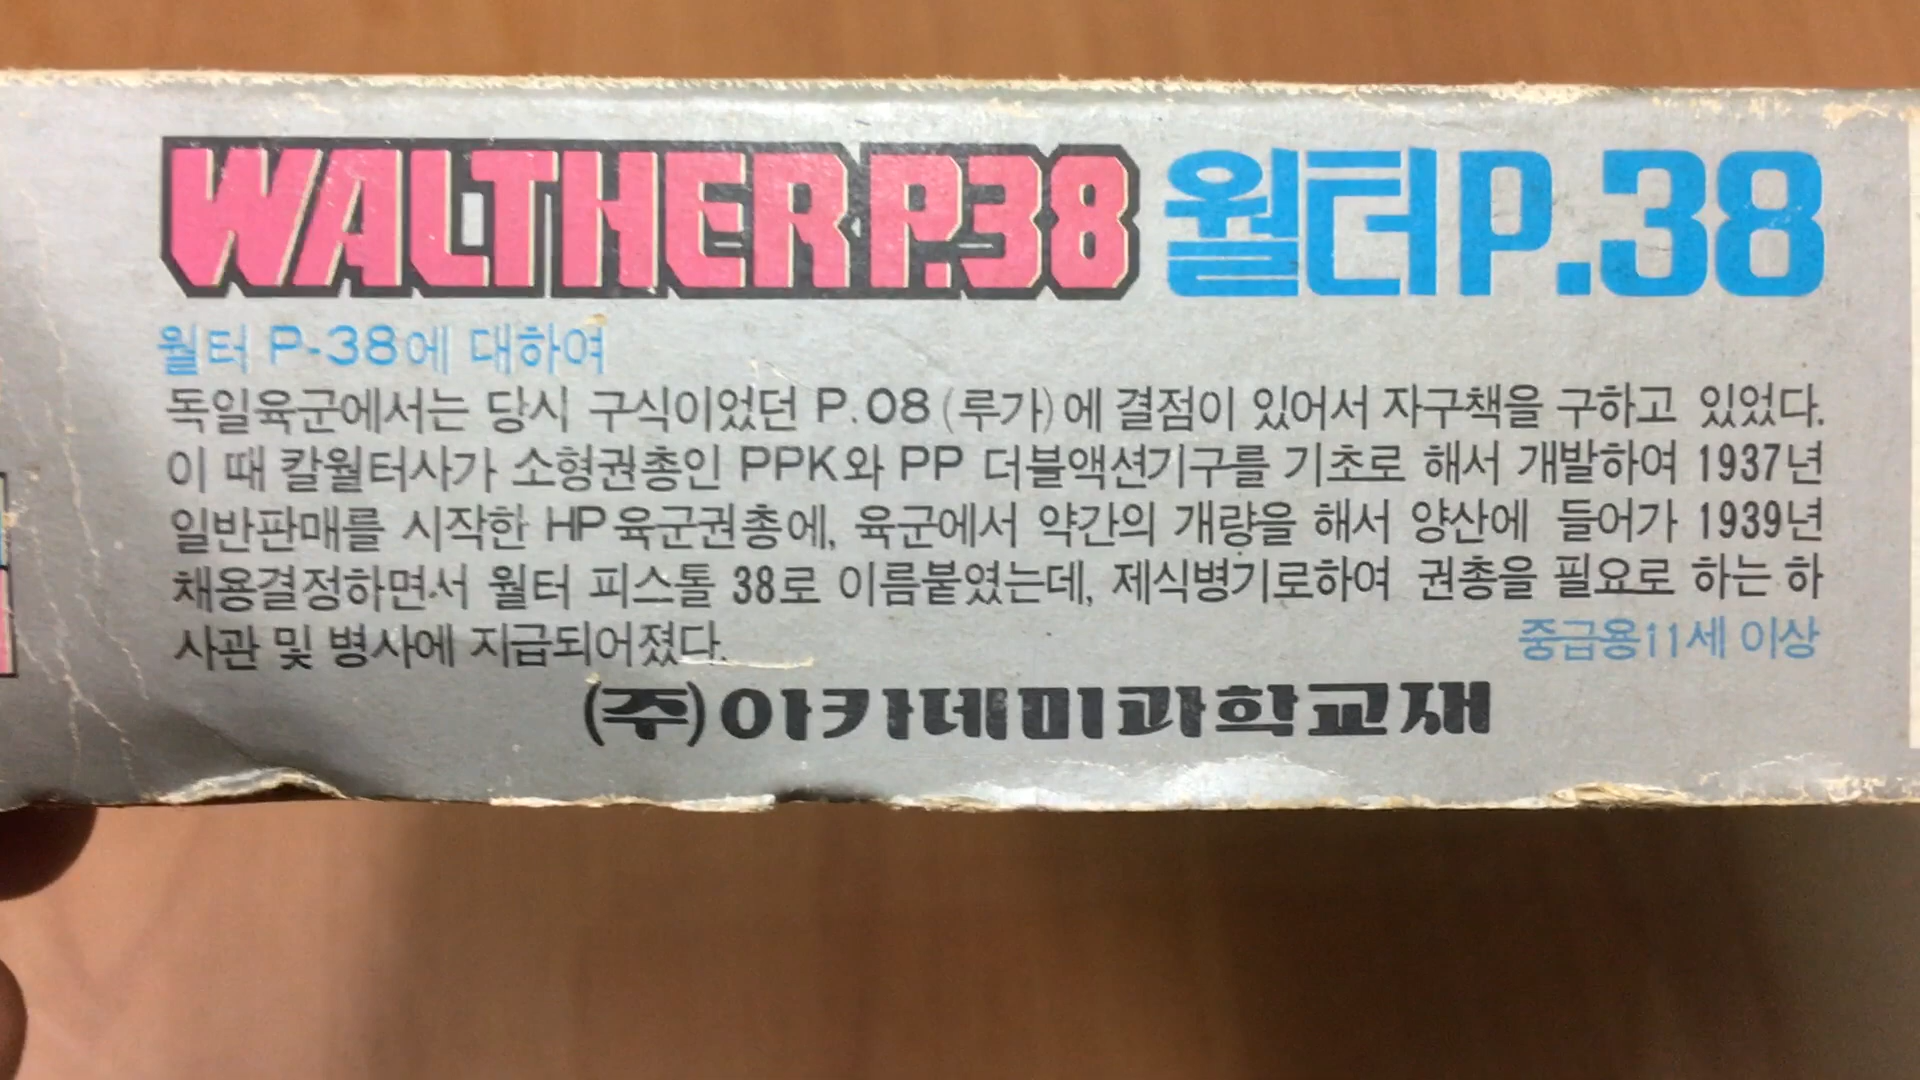 WALTHER P.38 월터 P.38
월터 P-38에 대하여
독일육군에서는 당시 구식이었던 P.08(루가)에 결점이 있어서 자구책을 구하고 있었다.
이 때 칼월터사가 소형권총인 PPK와 PP 더블액션기구를 기초로 해서 개발하여 1937년
일반판매를 시작한 HP육군권총에, 육군에서 약간의 개량을 해서 양산에 들어가 1939년
채용결정하면서 월터 피스톨 38로 이름붙였는데, 제식병기로하여 권총을 필요로 하는 하
사관 및 병사에 지급되어졌다.
중급용11세 이상
(주)아카데미과학교재